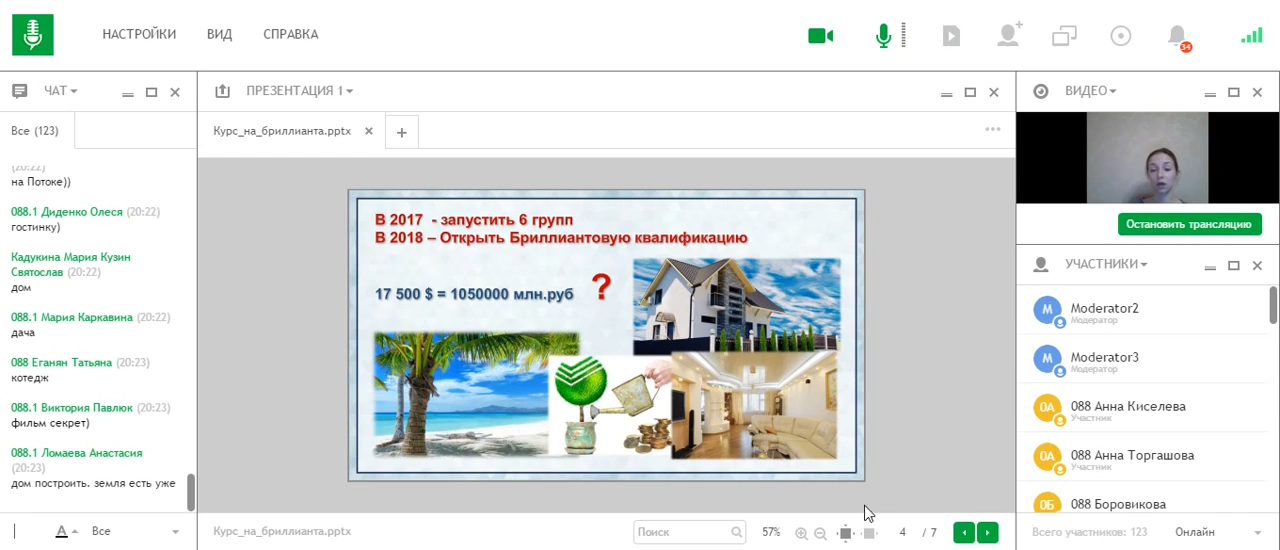 НАСТРОЙКИ ВИД СПРАВКА
34
ЧАТ
Все (123)
(20:22)
на Потоке))
088.1 Диденко Олеся (20:22)
гостинку)
Кадукина Мария Кузин
Святослав (20:22)
дом
088.1 Мария Каркавина (20:22)
дача
088 Еганян Татьяна (20:23)
котедж
088.1 Виктория Павлюк (20:23)
фильм секрет)
088.1 Ломаева Анастасия
(20:23)
дом построить. земля есть уже
A Все
ПРЕЗЕНТАЦИЯ 1
Курс_на_бриллианта.pptx
В 2017 - запустить 6 групп
В 2018 – Открыть Бриллиантовую квалификацию
17 500 $ = 1050000 млн.руб ?
Курс_на_бриллианта.pptx Поиск 57% 4 / 7
ВИДЕО
Остановить трансляцию
УЧАСТНИКИ
М Moderator2
Модератор
М Moderator3
Модератор
ОА 088 Анна Киселева
Участник
ОА 088 Анна Торгашова
Участник
ОБ 088 Боровикова
Всего участников: 123 Онлайн